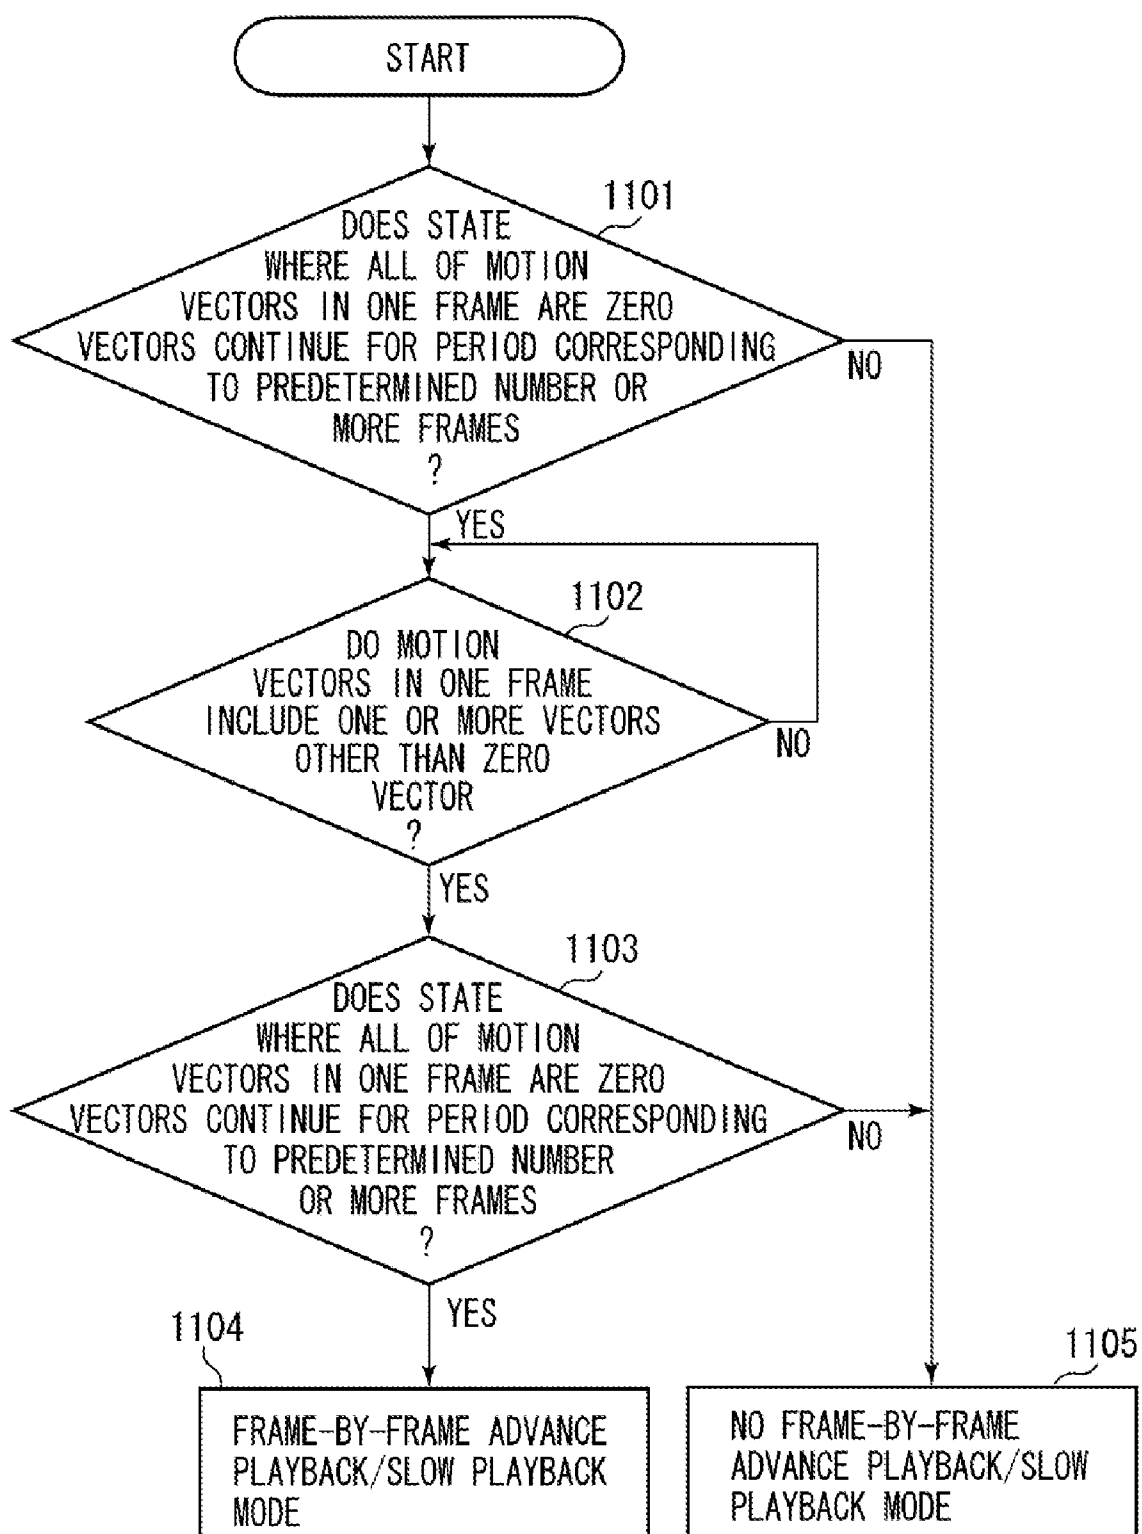 START
1101
DOES STATE
WHERE ALL OF MOTION
VECTORS IN ONE FRAME ARE ZERO
VECTORS CONTINUE FOR PERIOD CORRESPONDING
TO PREDETERMINED NUMBER OR
MORE FRAMES
?
NO
YES
1102
DO MOTION
VECTORS IN ONE FRAME
INCLUDE ONE OR MORE VECTORS
OTHER THAN ZERO
VECTOR
?
NO
YES
1103
DOES STATE
WHERE ALL OF MOTION
VECTORS IN ONE FRAME ARE ZERO
VECTORS CONTINUE FOR PERIOD CORRESPONDING
TO PREDETERMINED NUMBER
OR MORE FRAMES
?
NO
YES
1104
FRAME-BY-FRAME ADVANCE
PLAYBACK/SLOW PLAYBACK
MODE
1105
NO FRAME-BY-FRAME
ADVANCE PLAYBACK/SLOW
PLAYBACK MODE